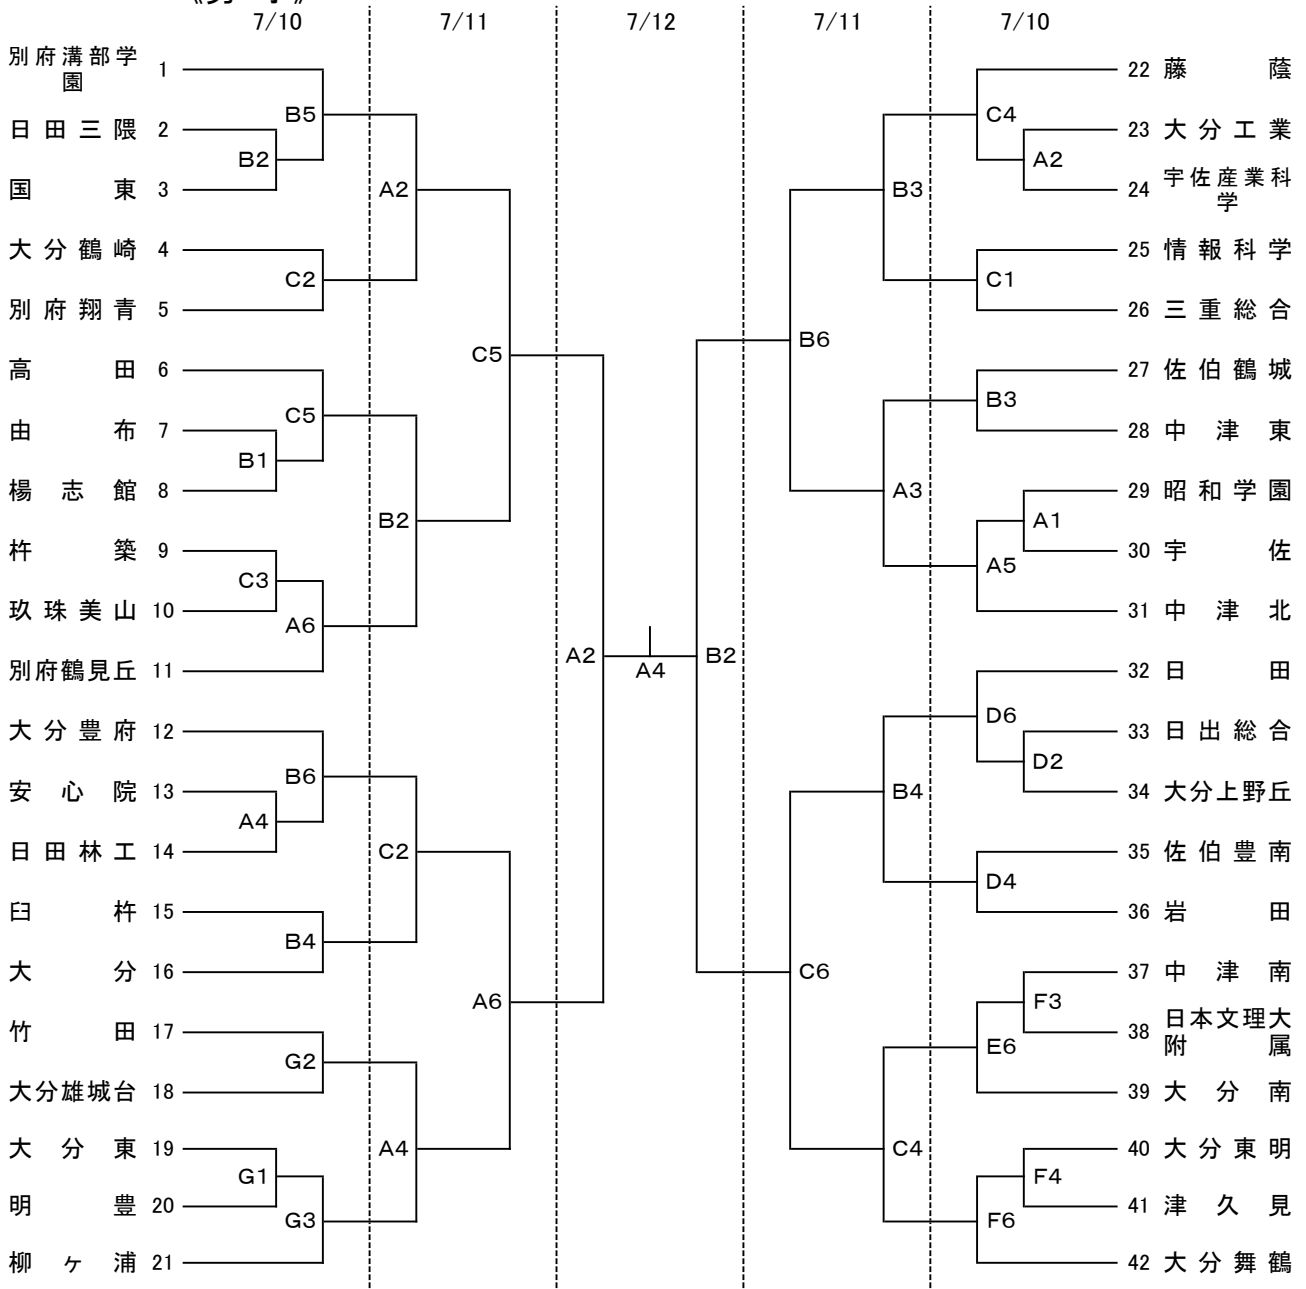 7/10 7/11 7/12 7/11 7/10
別府溝部学
園
1
B5
日田三隈 2
B2
国東 3
A2
大分鶴崎 4
C2
別府翔青 5
C5
高田 6
C5
由布 7
B1
楊志館 8
B2
杵築 9
C3
玖珠美山 10
A6
別府鶴見丘 11
A2
大分豊府 12
B6
安心院 13
A4
日田林工 14
C2
臼杵 15
B4
大分 16
A6
竹田 17
G2
大分雄城台 18
大分東 19
A4
G1
明豊 20
G3
柳ヶ浦 21
A4
B2
22 藤蔭
C4
23 大分工業
A2
24 宇佐産業科
学
B3
25 情報科学
C1
26 三重総合
B6
27 佐伯鶴城
B3
28 中津東
A3
29 昭和学園
A1
30 宇佐
A5
31 中津北
32 日田
D6
33 日出総合
D2
34 大分上野丘
B4
35 佐伯豊南
D4
36 岩田
C6
37 中津南
F3
38 日本文理大
附属
E6
39 大分南
C4
40 大分東明
F4
41 津久見
F6
42 大分舞鶴